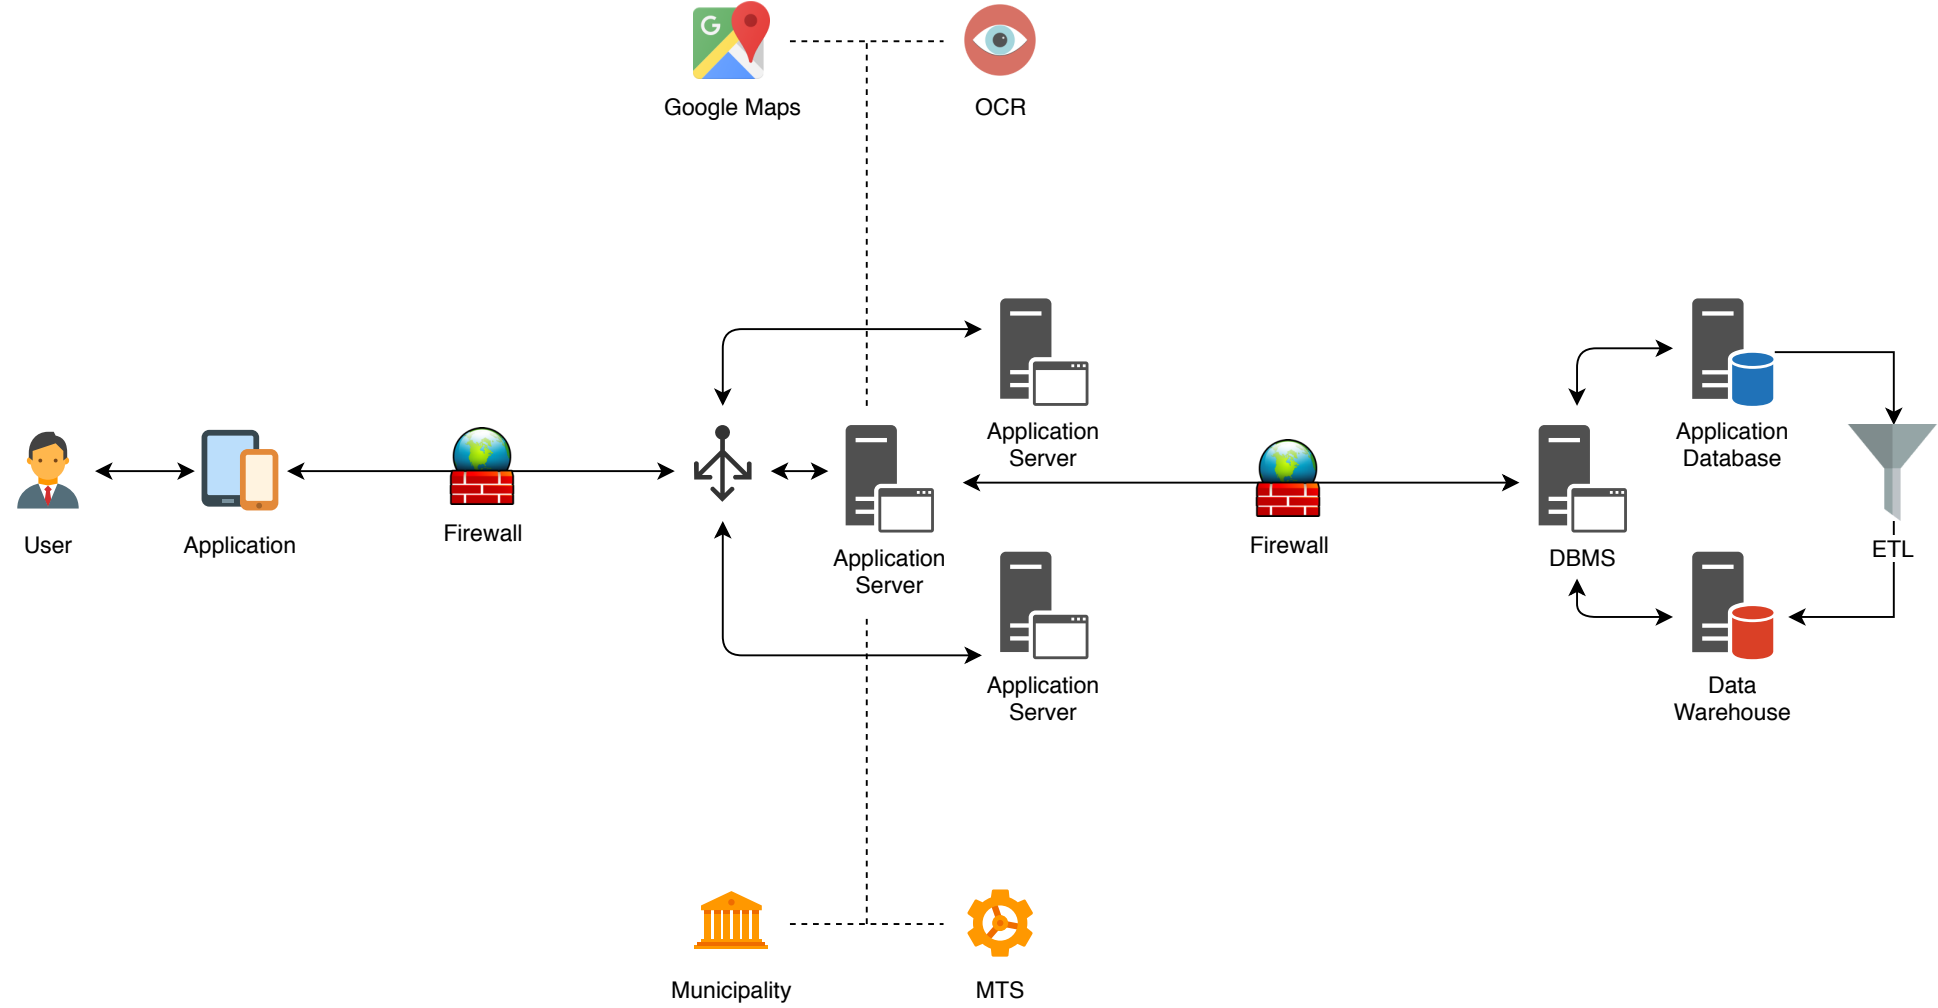 Google Maps
OCR
Application
Server
Application
Database
User
Application
Firewall
Application
Server
Firewall
DBMS
ETL
Application
Server
Data
Warehouse
Municipality
MTS